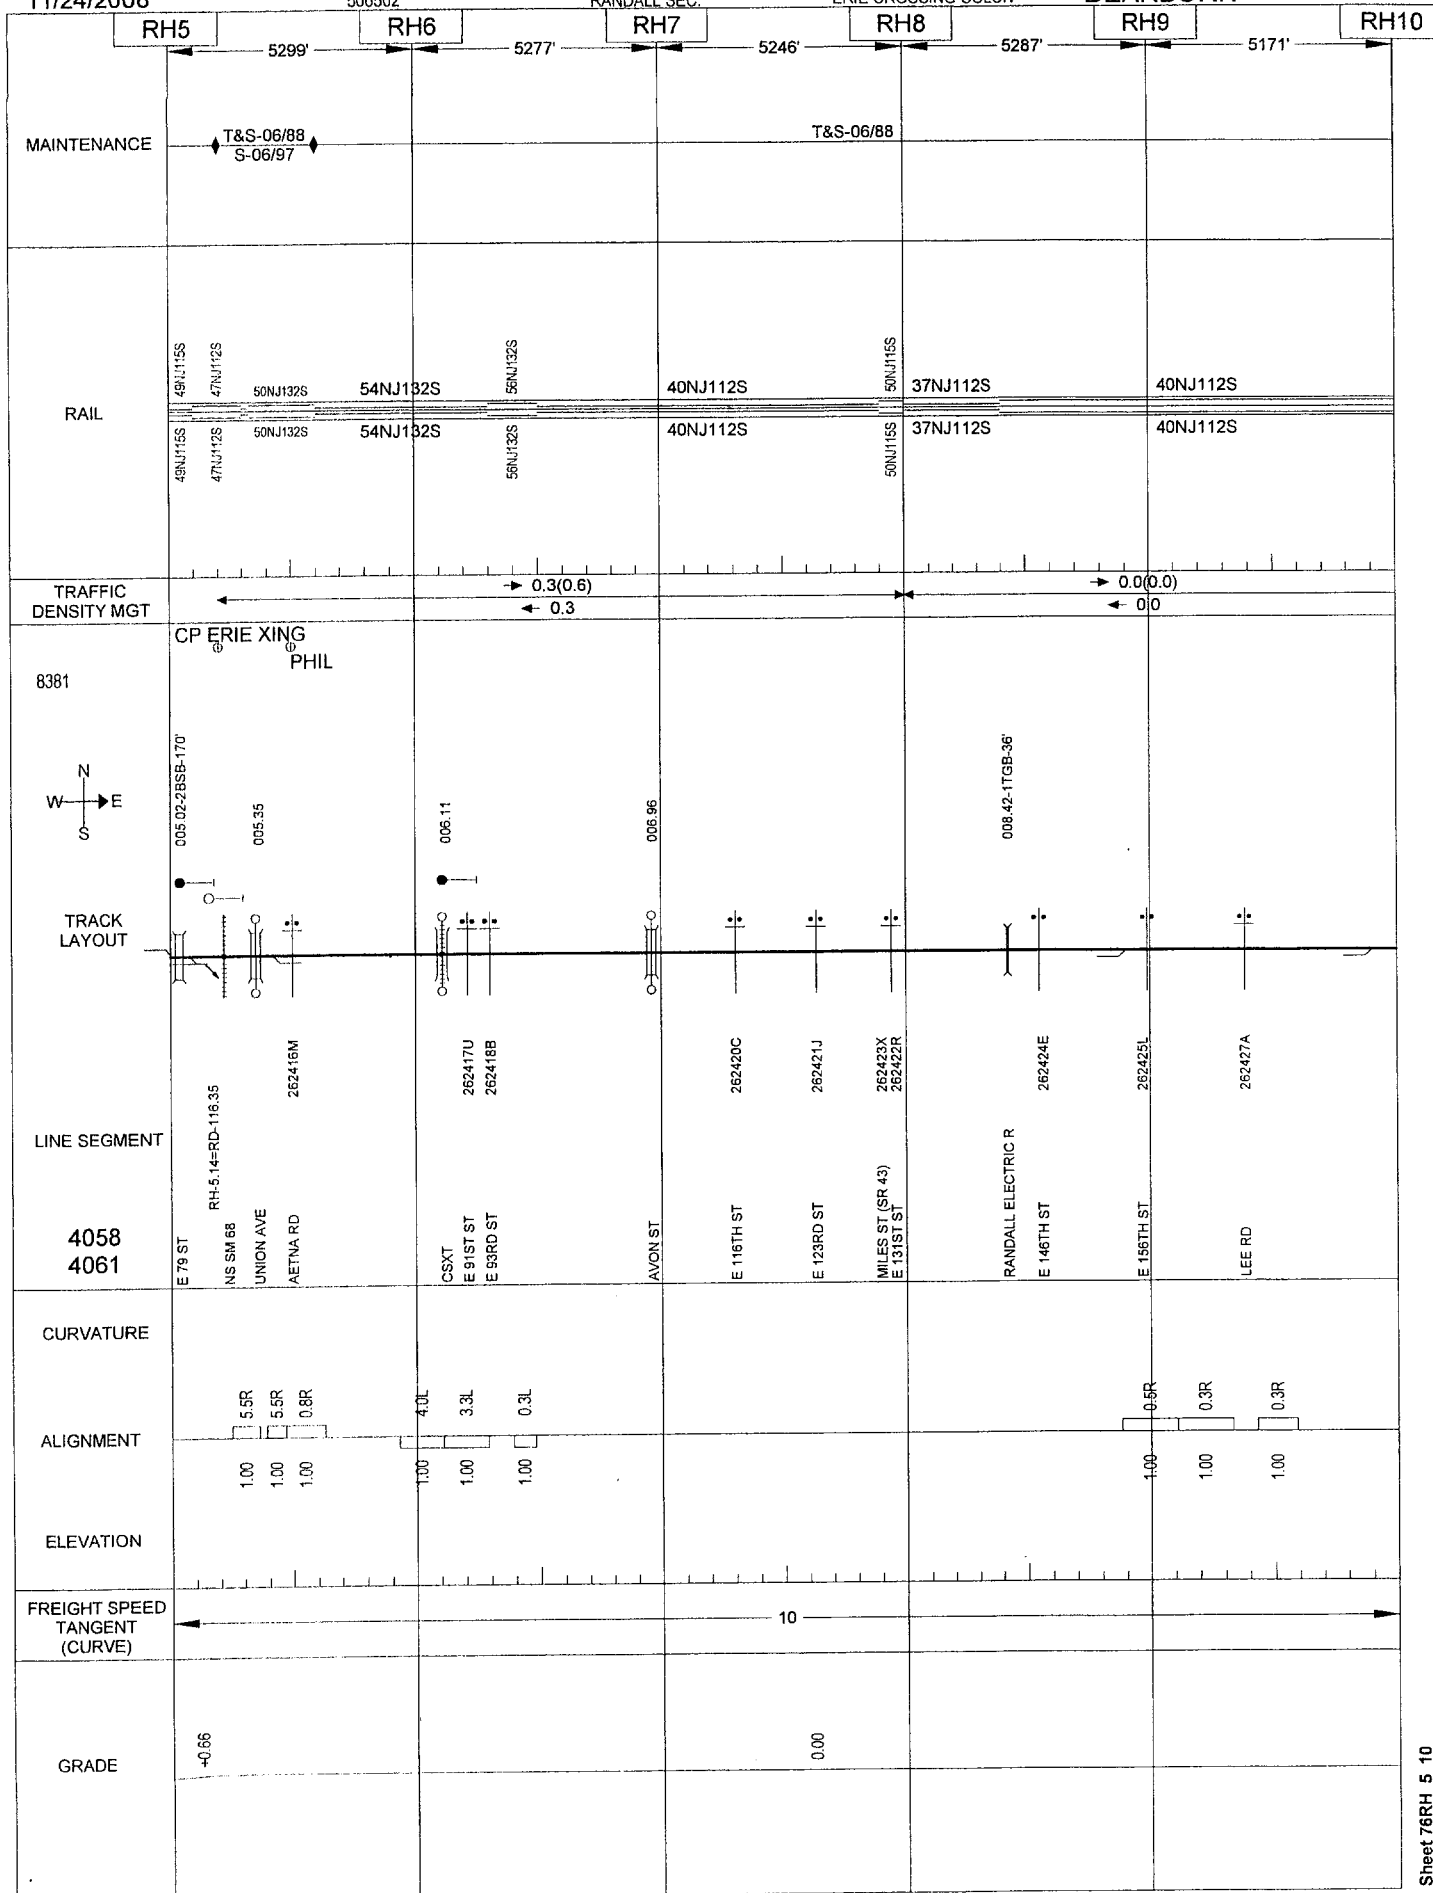 11/24/2008
506502
RANDALL SEC.
RH5
RH6
RH7
RH8
RH9
RH10
5299'
5277'
5246'
5287'
5171'
MAINTENANCE
T&S-06/88
S-06/97
T&S-06/88
RAIL
49NJ115S
47NJ112S
50NJ132S
54NJ132S
56NJ132S
40NJ112S
50NJ115S
37NJ112S
40NJ112S
49NJ115S
47NJ112S
50NJ132S
54NJ132S
56NJ132S
40NJ112S
50NJ115S
37NJ112S
40NJ112S
TRAFFIC
DENSITY MGT
0.3(0.6)
0.3
0.0(0.0)
0.0
CP ERIE XING
PHIL
8381
N
W
E
S
005.02-2BSB-170'
005.35
006.11
006.96
008.42-1TGB-36'
TRACK
LAYOUT
RH-5.14=RD-116.35
262416M
262417U
262418B
262420C
262421J
262423X
262422R
262424E
262425L
262427A
LINE SEGMENT
4058
4061
E 79 ST
NS SM 68
UNION AVE
AETNA RD
CSXT
E 91ST ST
E 93RD ST
AVON ST
E 116TH ST
E 123RD ST
MILES ST (SR 43)
E 131ST ST
RANDALL ELECTRIC R
E 146TH ST
E 156TH ST
LEE RD
CURVATURE
5.5R
5.5R
0.8R
4.0L
3.3L
0.3L
0.5R
0.3R
0.3R
ALIGNMENT
1.00
1.00
1.00
1.00
1.00
1.00
1.00
1.00
ELEVATION
FREIGHT SPEED
TANGENT
(CURVE)
10
GRADE
+0.66
0.00
Sheet 76RH 5 10